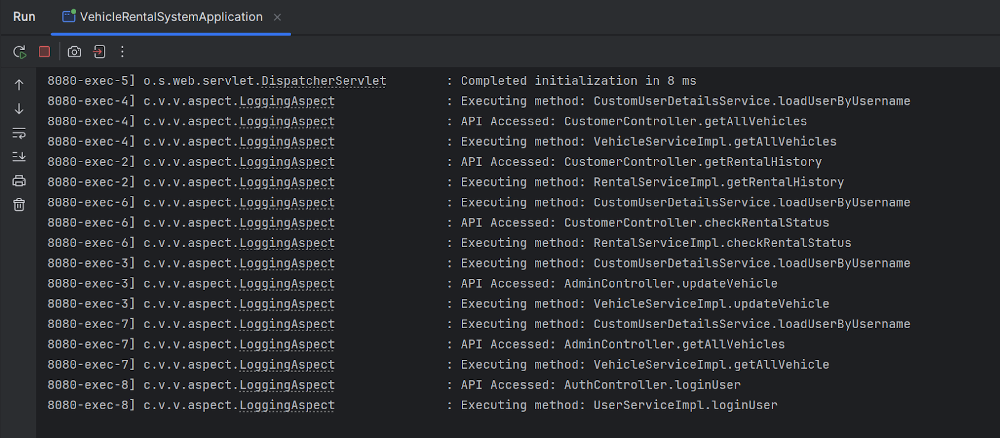 Run VehicleRentalSystemApplication
8080-exec-5] o.s.web.servlet.DispatcherServlet : Completed initialization in 8 ms
8080-exec-4] c.v.v.aspect.LoggingAspect : Executing method: CustomUserDetailsService.loadUserByUsername
8080-exec-4] c.v.v.aspect.LoggingAspect : API Accessed: CustomerController.getAllVehicles
8080-exec-4] c.v.v.aspect.LoggingAspect : Executing method: VehicleServiceImpl.getAllVehicles
8080-exec-2] c.v.v.aspect.LoggingAspect : API Accessed: CustomerController.getRentalHistory
8080-exec-2] c.v.v.aspect.LoggingAspect : Executing method: RentalServiceImpl.getRentalHistory
8080-exec-6] c.v.v.aspect.LoggingAspect : Executing method: CustomUserDetailsService.loadUserByUsername
8080-exec-6] c.v.v.aspect.LoggingAspect : API Accessed: CustomerController.checkRentalStatus
8080-exec-6] c.v.v.aspect.LoggingAspect : Executing method: RentalServiceImpl.checkRentalStatus
8080-exec-3] c.v.v.aspect.LoggingAspect : Executing method: CustomUserDetailsService.loadUserByUsername
8080-exec-3] c.v.v.aspect.LoggingAspect : API Accessed: AdminController.updateVehicle
8080-exec-3] c.v.v.aspect.LoggingAspect : Executing method: VehicleServiceImpl.updateVehicle
8080-exec-7] c.v.v.aspect.LoggingAspect : Executing method: CustomUserDetailsService.loadUserByUsername
8080-exec-7] c.v.v.aspect.LoggingAspect : API Accessed: AdminController.getAllVehicles
8080-exec-7] c.v.v.aspect.LoggingAspect : Executing method: VehicleServiceImpl.getAllVehicle
8080-exec-8] c.v.v.aspect.LoggingAspect : API Accessed: AuthController.loginUser
8080-exec-8] c.v.v.aspect.LoggingAspect : Executing method: UserServiceImpl.loginUser